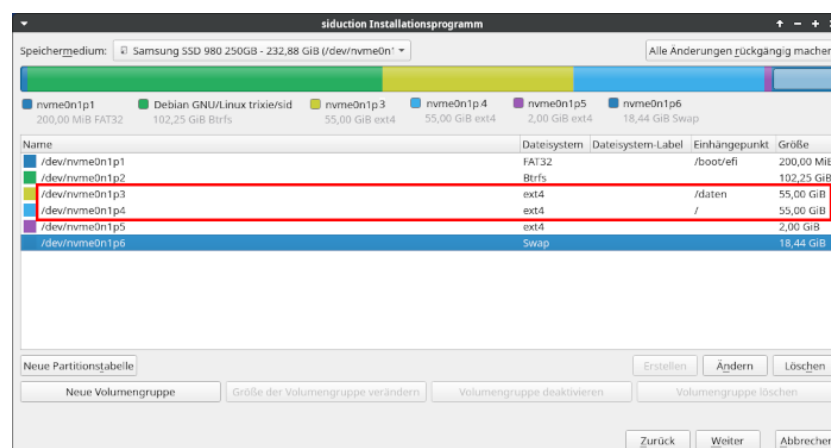 siduction Installationsprogramm
Speichermedium: Samsung SSD 980 250GB - 232,88 GiB (/dev/nvme0n1 Alle Änderungen rückgängig machen
nvme0n1p1 Debian GNU/Linux trixie/sid nvme0n1p3 nvme0n1p4 nvme0n1p5 nvme0n1p6
200,00 MiB FAT32 102,25 GiB Btrfs 55,00 GiB ext4 55,00 GiB ext4 2,00 GiB ext4 18,44 GiB Swap
Name Dateisystem Dateisystem-Label Einhängepunkt Größe
/dev/nvme0n1p1 FAT32 /boot/efi 200,00 MiB
/dev/nvme0n1p2 Btrfs 102,25 GiB
/dev/nvme0n1p3 ext4 /daten 55,00 GiB
/dev/nvme0n1p4 ext4 / 55,00 GiB
/dev/nvme0n1p5 ext4 2,00 GiB
/dev/nvme0n1p6 Swap 18,44 GiB
Neue Partitionstabelle Erstellen Ändern Löschen
Neue Volumengruppe Größe der Volumengruppe verändern Volumengruppe deaktivieren Volumengruppe löschen
Zurück Weiter Abbrechen